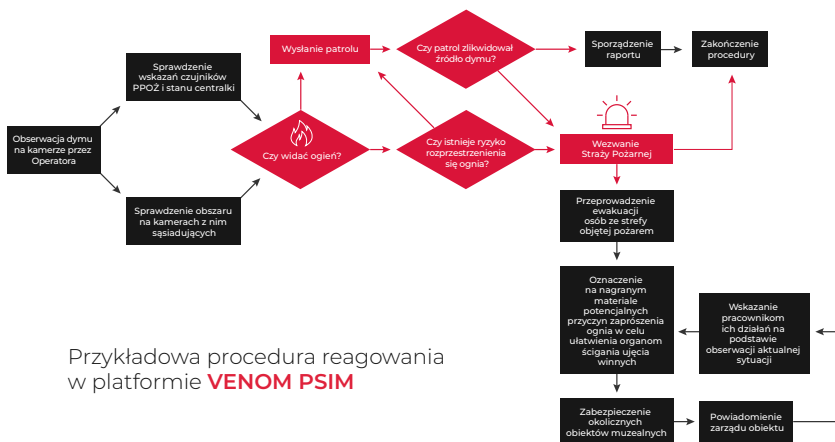 Wysłanie patrolu
Czy patrol zlikwidował
źródło dymu?
Sporządzenie
raportu
Zakończenie
procedury
Sprawdzenie
wskazań czujników
PPOŻ i stanu centralki
Obserwacja dymu
na kamerze przez
Operatora
Czy widać ogień?
Czy istnieje ryzyko
rozprzestrzenienia
się ognia?
Wezwanie
Straży Pożarnej
Sprawdzenie obszaru
na kamerach z nim
sąsiadujących
Przeprowadzenie
ewakuacji
osób ze strefy
objętej pożarem
Oznaczenie
na nagranym
materiale
potencjalnych
przyczyn zaprószenia
ognia w celu
ułatwienia organom
ścigania ujęcia
winnych
Wskazanie
pracownikom
ich działań na
podstawie
obserwacji aktualnej
sytuacji
Przykładowa procedura reagowania
w platformie VENOM PSIM
Zabezpieczenie
okolicznych
obiektów muzealnych
Powiadomienie
zarządu obiektu